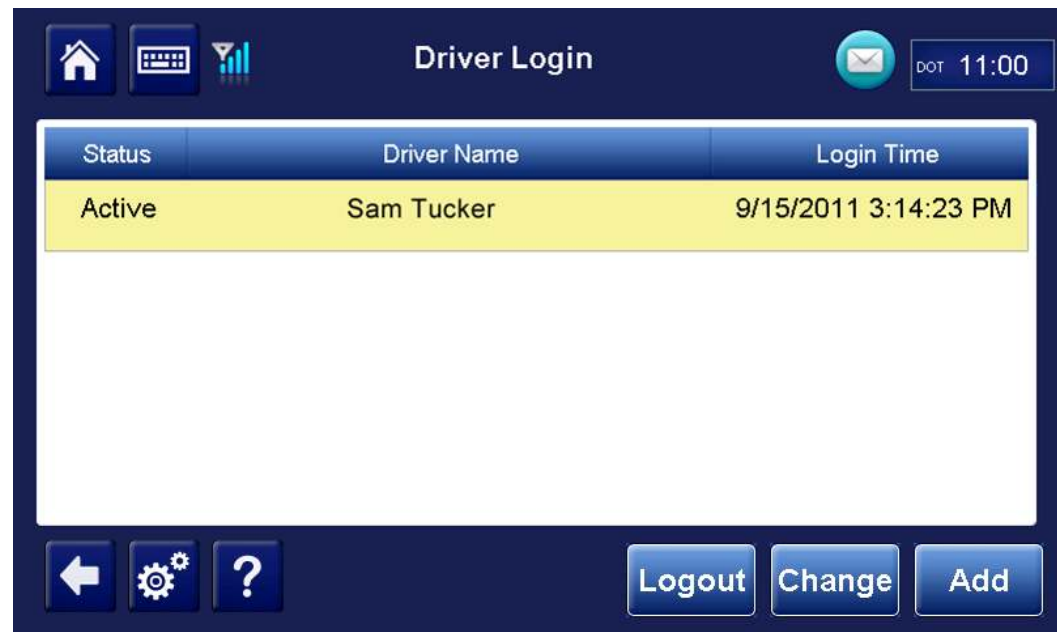 Driver Login
DOT 11:00
Status Driver Name Login Time
Active Sam Tucker 9/15/2011 3:14:23 PM
?
Logout Change Add